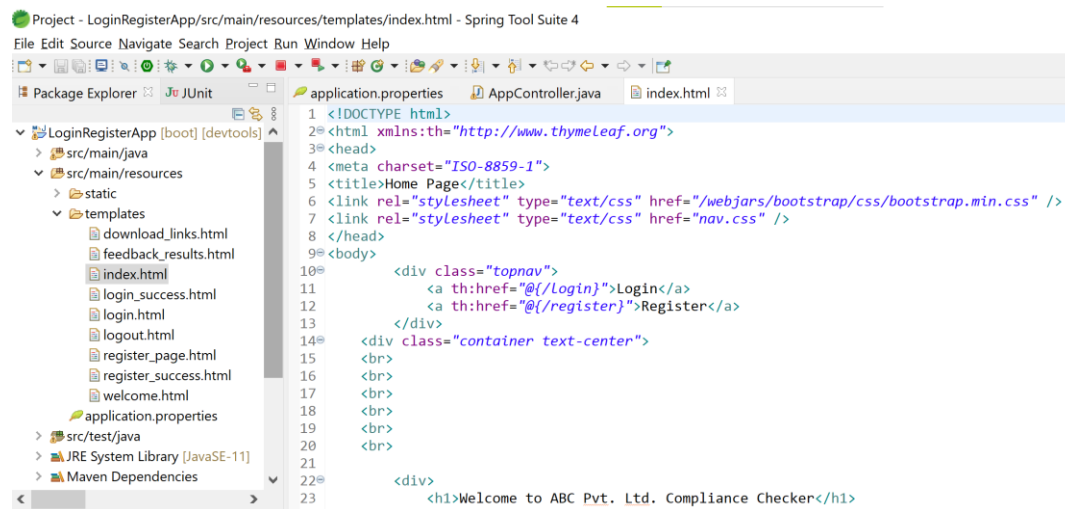 Project - LoginRegisterApp/src/main/resources/templates/index.html - Spring Tool Suite 4
File Edit Source Navigate Search Project Run Window Help
Package Explorer JUnit
application.properties AppController.java index.html
LoginRegisterApp [boot] [devtools]
src/main/java
src/main/resources
static
templates
download_links.html
feedback_results.html
index.html
login_success.html
login.html
logout.html
register_page.html
register_success.html
welcome.html
application.properties
src/test/java
JRE System Library [JavaSE-11]
Maven Dependencies
1 <!DOCTYPE html>
2 <html xmlns:th="http://www.thymeleaf.org">
3 <head>
4 <meta charset="ISO-8859-1">
5 <title>Home Page</title>
6 <link rel="stylesheet" type="text/css" href="/webjars/bootstrap/css/bootstrap.min.css" />
7 <link rel="stylesheet" type="text/css" href="nav.css" />
8 </head>
9 <body>
10 <div class="topnav">
11 <a th:href="@{/login}">Login</a>
12 <a th:href="@{/register}">Register</a>
13 </div>
14 <div class="container text-center">
15 <br>
16 <br>
17 <br>
18 <br>
19 <br>
20 <br>
21
22 <div>
23 <h1>Welcome to ABC Pvt. Ltd. Compliance Checker</h1>